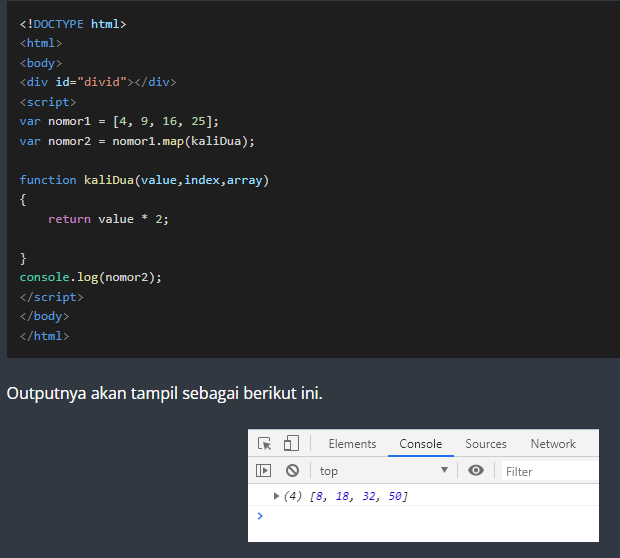 <!DOCTYPE html>
<html>
<body>
<div id="divid"></div>
<script>
var nomor1 = [4, 9, 16, 25];
var nomor2 = nomor1.map(kaliDua);
function kaliDua(value,index,array)
{
return value * 2;
}
console.log(nomor2);
</script>
</body>
</html>
Outputnya akan tampil sebagai berikut ini.
Elements Console Sources Network
top Filter
(4) [8, 18, 32, 50]